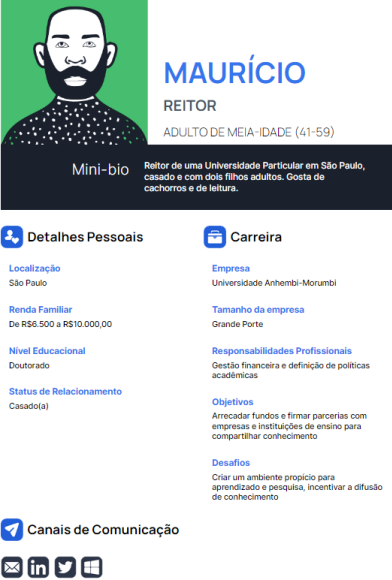 MAURÍCIO
REITOR
ADULTO DE MEIA-IDADE (41-59)
Mini-bio
Reitor de uma Universidade Particular em São Paulo,
casado e com dois filhos adultos. Gosta de
cachorros e de leitura.
Detalhes Pessoais
Localização
São Paulo
Renda Familiar
De R$6.500 a R$10.000,00
Nível Educacional
Doutorado
Status de Relacionamento
Casado(a)
Carreira
Empresa
Universidade Anhembi-Morumbi
Tamanho da empresa
Grande Porte
Responsabilidades Profissionais
Gestão financeira e definição de políticas
acadêmicas
Objetivos
Arrecadar fundos e firmar parcerias com
empresas e instituições de ensino para
compartilhar conhecimento
Desafios
Criar um ambiente propício para
aprendizado e pesquisa, incentivar a difusão
de conhecimento
Canais de Comunicação